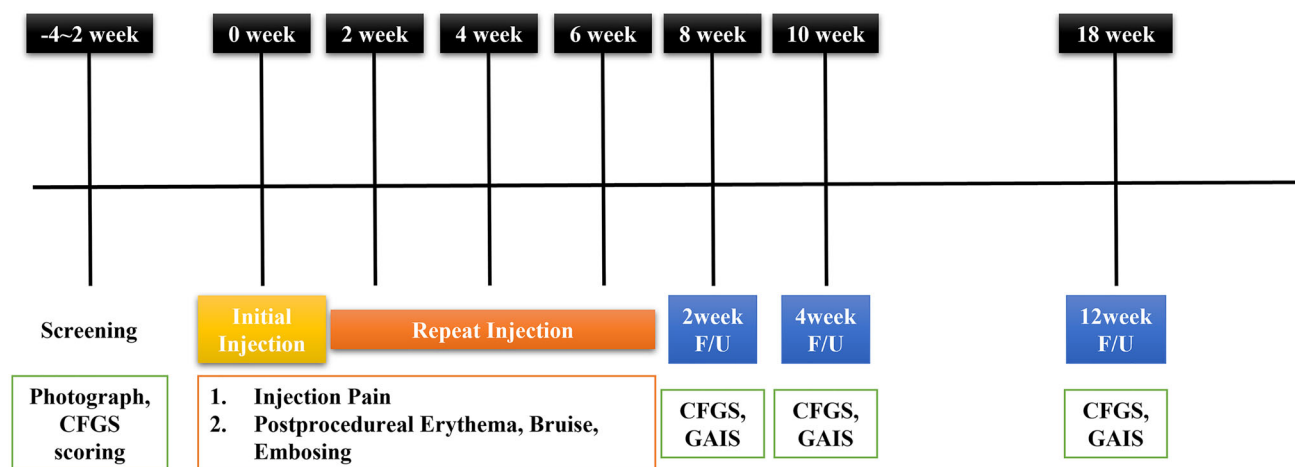 -4~2 week
0 week
2 week
4 week
6 week
8 week
10 week
18 week
Screening
Initial
Injection
Repeat Injection
2week
F/U
4week
F/U
12week
F/U
Photograph,
CFGS
scoring
1. Injection Pain
2. Postprocedureal Erythema, Bruise,
Embosing
CFGS,
GAIS
CFGS,
GAIS
CFGS,
GAIS